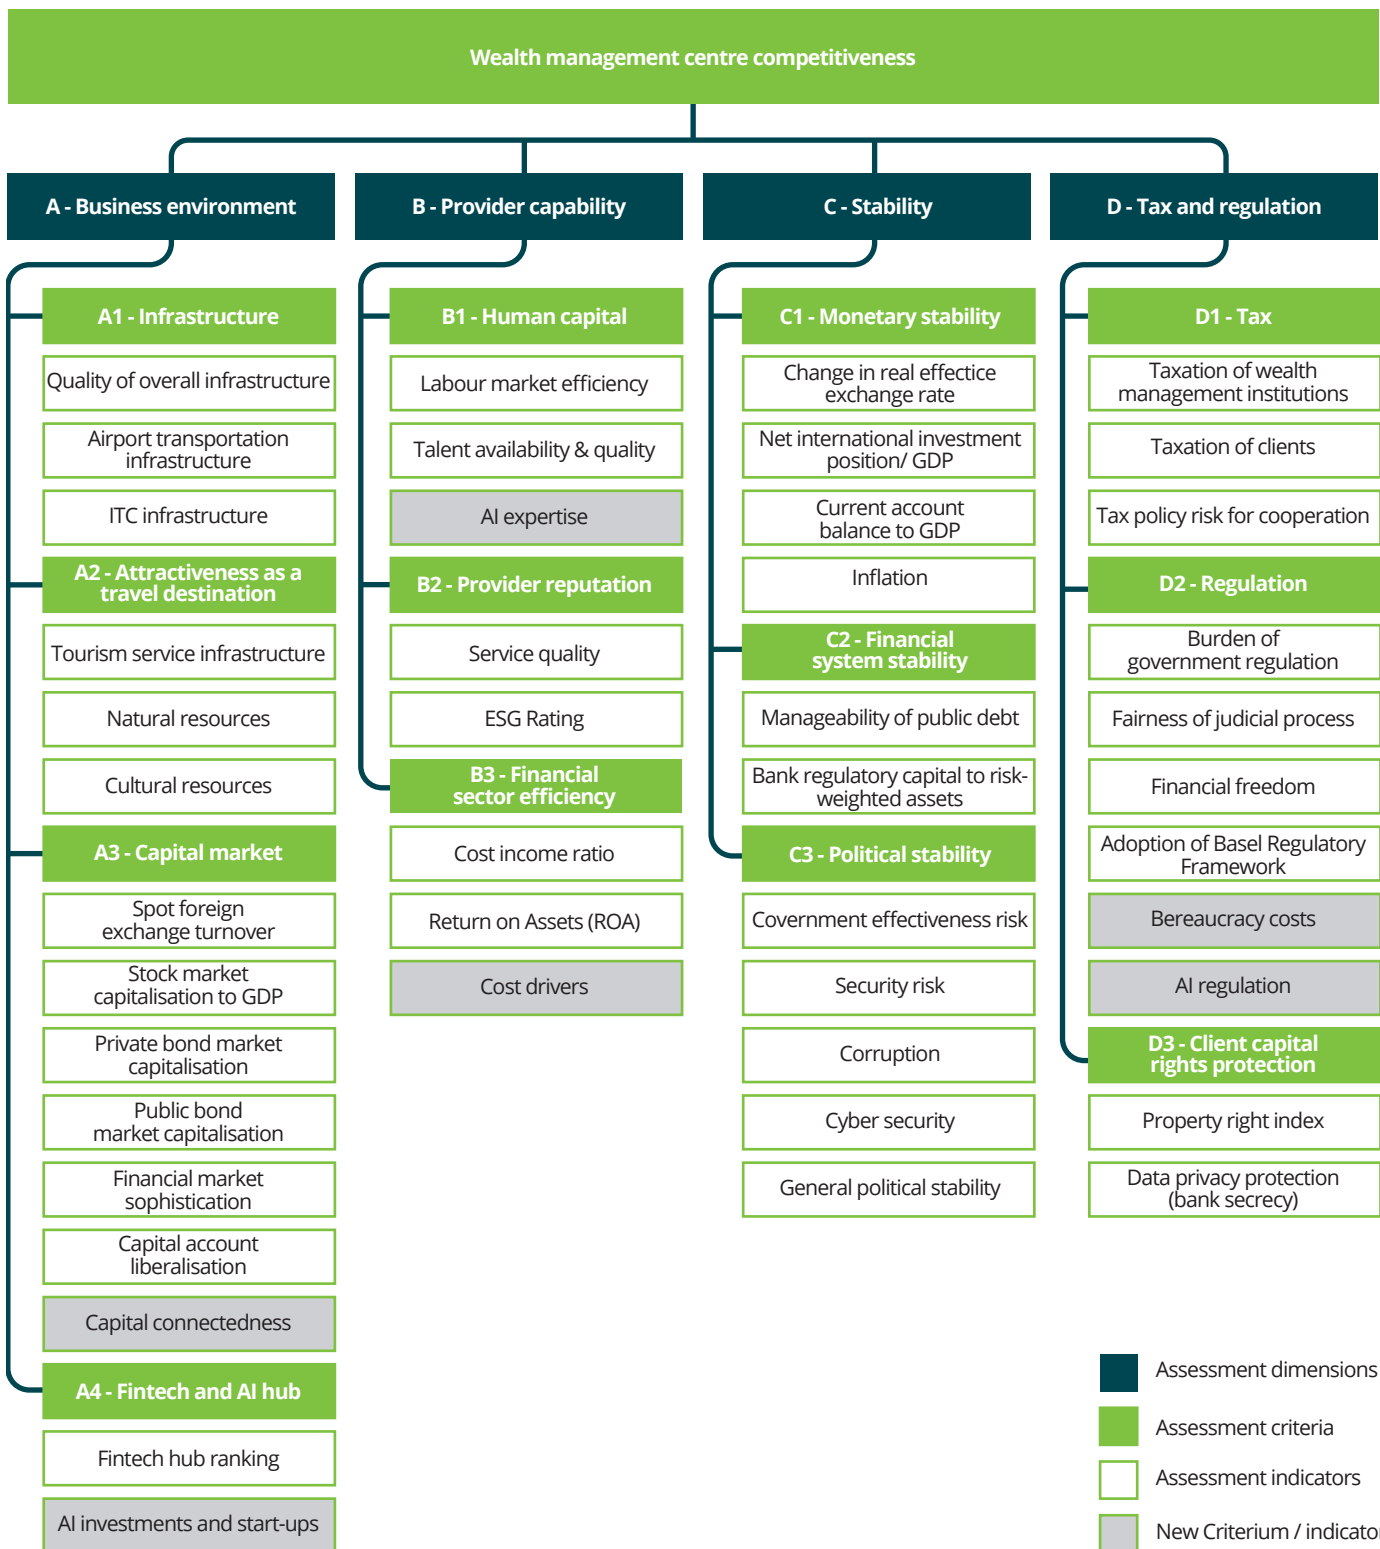 Wealth management centre competitiveness
A - Business environment
A1 - Infrastructure
Quality of overall infrastructure
Airport transportation
infrastructure
ITC infrastructure
A2 - Attractiveness as a
travel destination
Tourism service infrastructure
Natural resources
Cultural resources
A3 - Capital market
Spot foreign
exchange turnover
Stock market
capitalisation to GDP
Private bond market
capitalisation
Public bond
market capitalisation
Financial market
sophistication
Capital account
liberalisation
Capital connectedness
A4 - Fintech and AI hub
Fintech hub ranking
AI investments and start-ups
B - Provider capability
B1 - Human capital
Labour market efficiency
Talent availability & quality
AI expertise
B2 - Provider reputation
Service quality
ESG Rating
B3 - Financial
sector efficiency
Cost income ratio
Return on Assets (ROA)
Cost drivers
C - Stability
C1 - Monetary stability
Change in real effectice
exchange rate
Net international investment
position/ GDP
Current account
balance to GDP
Inflation
C2 - Financial
system stability
Manageability of public debt
Bank regulatory capital to risk-
weighted assets
C3 - Political stability
Covernment effectiveness risk
Security risk
Corruption
Cyber security
General political stability
D - Tax and regulation
D1 - Tax
Taxation of wealth
management institutions
Taxation of clients
Tax policy risk for cooperation
D2 - Regulation
Burden of
government regulation
Fairness of judicial process
Financial freedom
Adoption of Basel Regulatory
Framework
Bereaucracy costs
AI regulation
D3 - Client capital
rights protection
Property right index
Data privacy protection
(bank secrecy)
Assessment dimensions
Assessment criteria
Assessment indicators
New Criterium / indicator